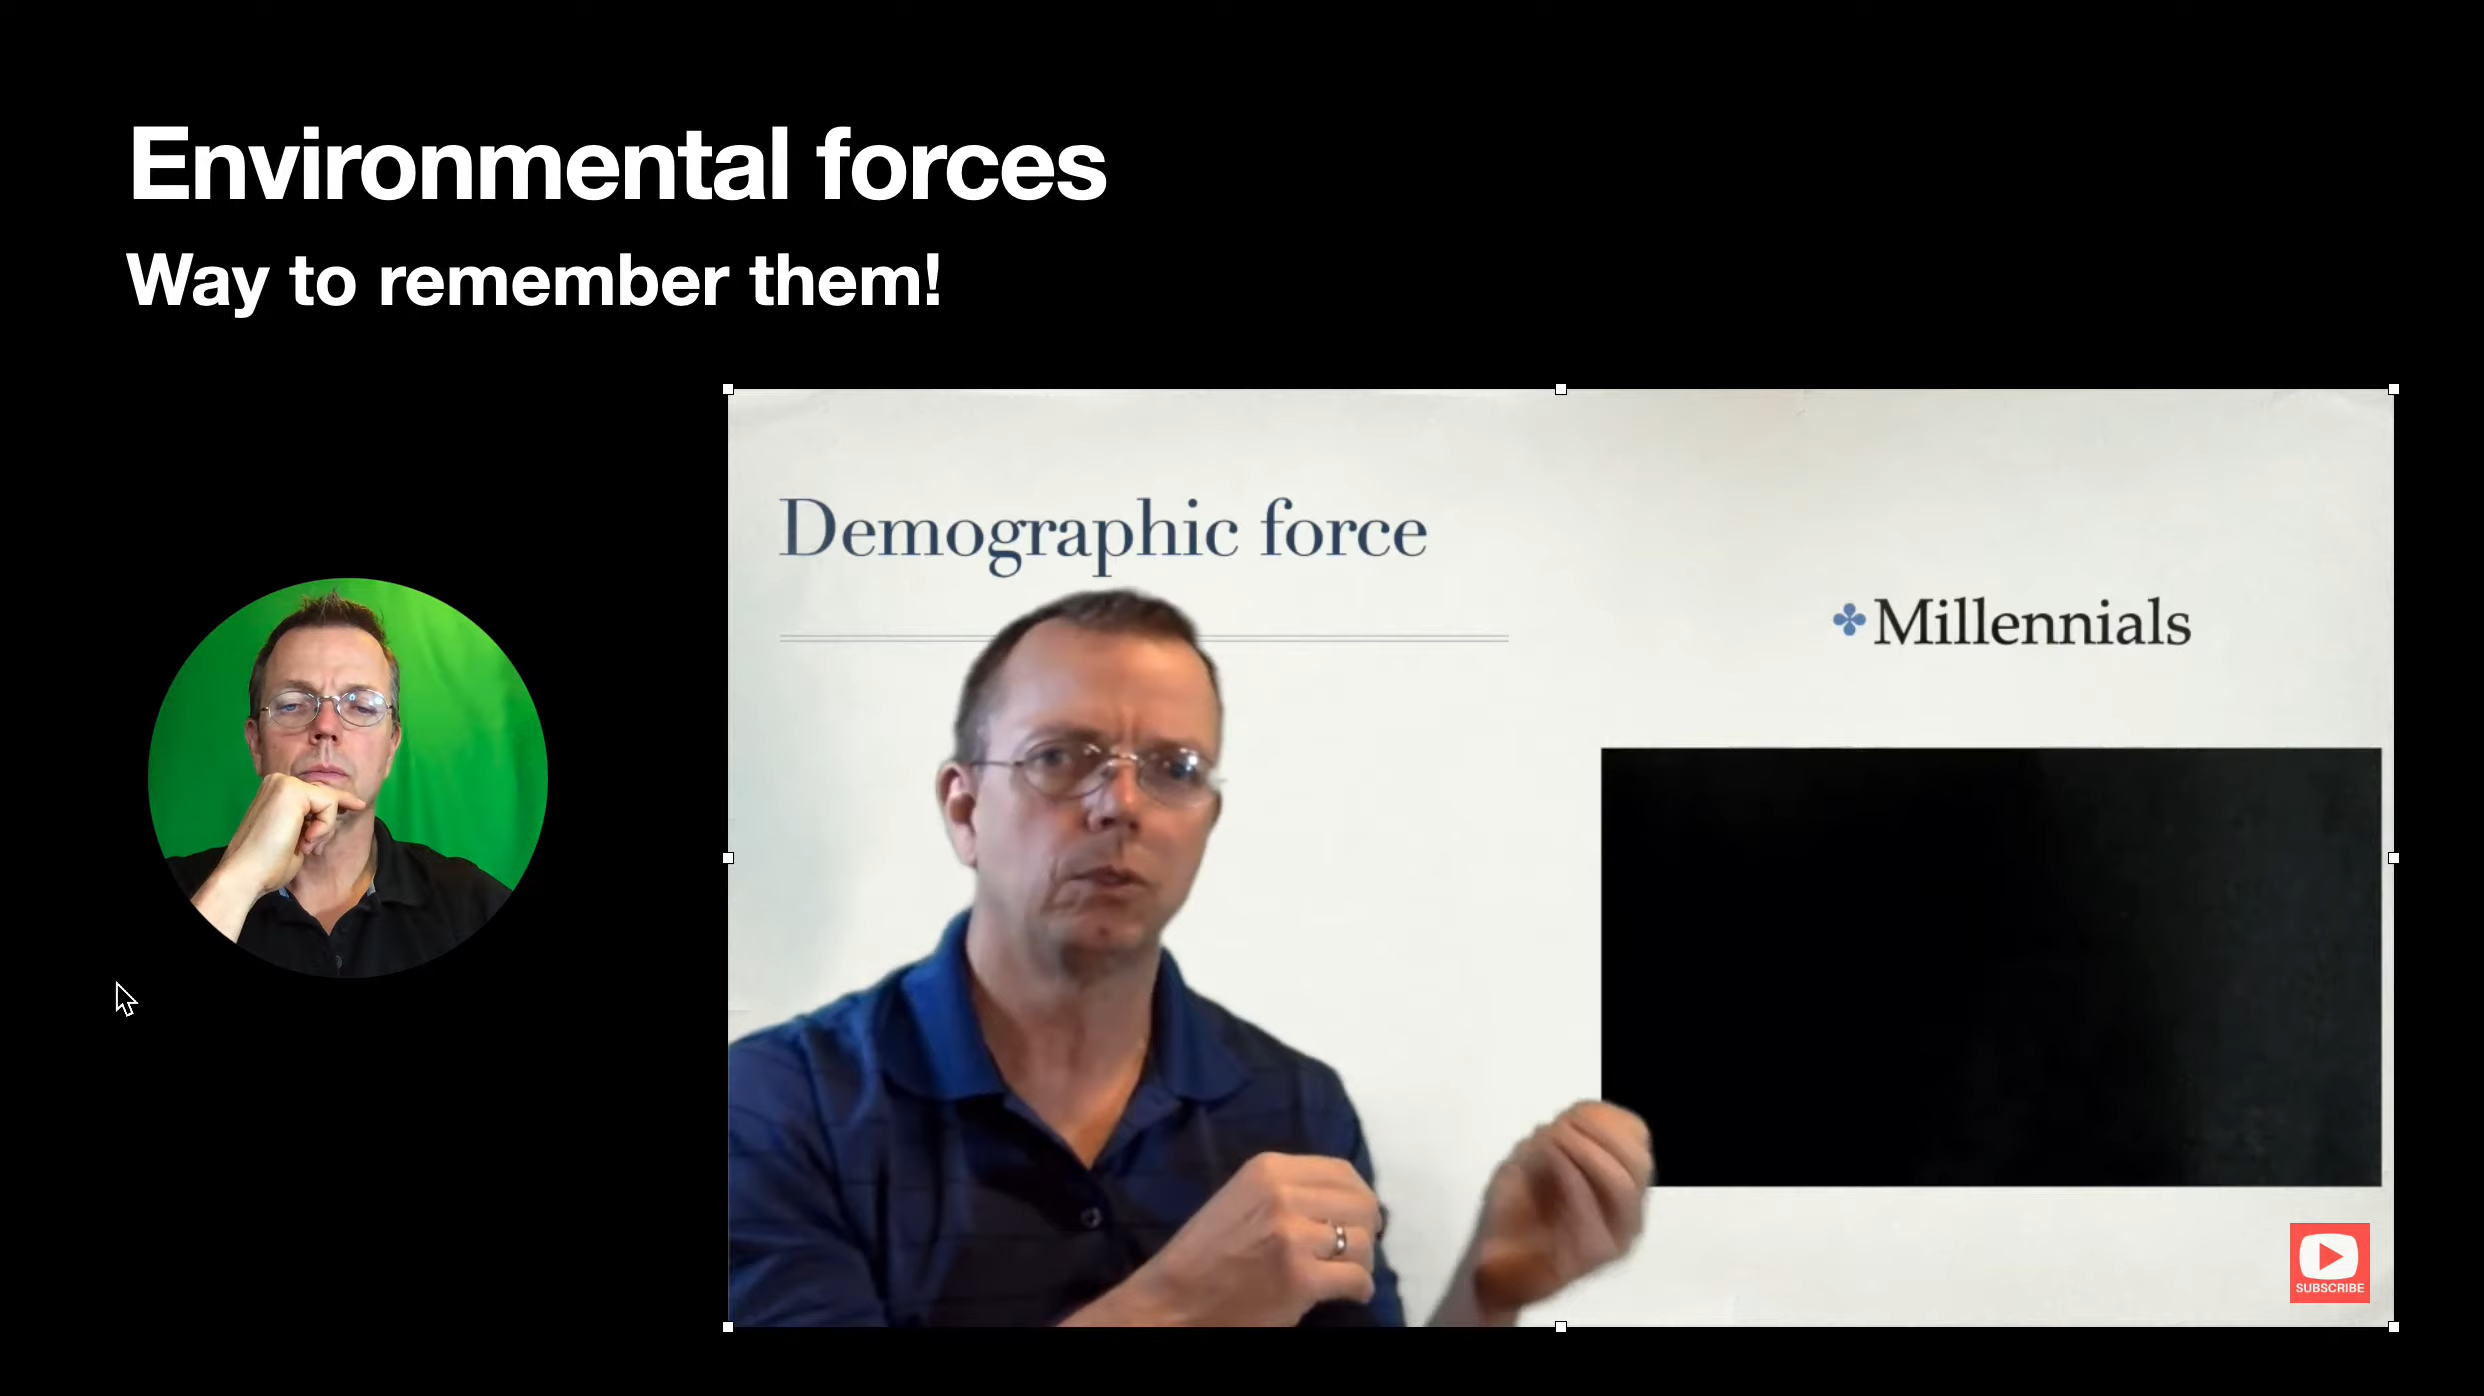 Environmental forces
Way to remember them!
Demographic force
Millennials
SUBSCRIBE